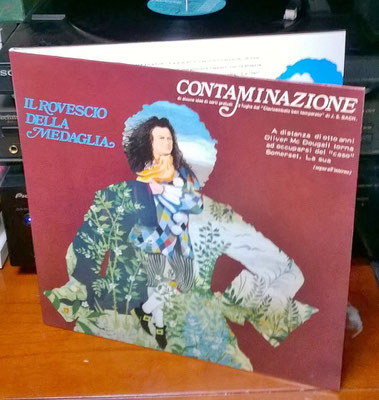 CONTAMINAZIONE
di alcune idee di certi preludi e fughe dal "Clavicembalo ben temperato" di J. S. BACH.
IL ROVESCIO
DELLA
MEDAGLIA
A distanza di otto anni
Oliver Mc Dougall torna
ad occuparsi del "caso"
Somerset. La sua
(segue all'interno)